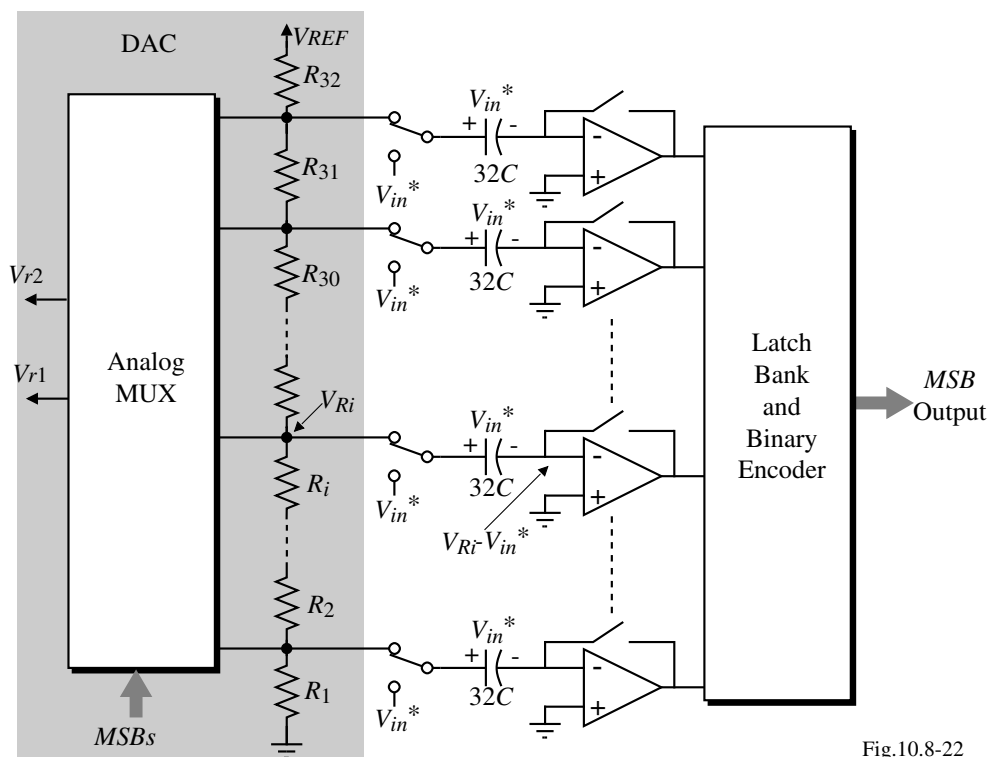 DAC
VREF
R32
Vin*
+ -
-
+
32C
R31
Vin*
Vin*
+ -
-
+
32C
R30
Vin*
Vr2
Vr1
Analog
MUX
VRi
Vin*
+ -
-
+
32C
Ri
Vin*
VRi-Vin*
Latch
Bank
and
Binary
Encoder
MSB
Output
R2
Vin*
+ -
-
+
32C
R1
Vin*
MSBs
Fig.10.8-22